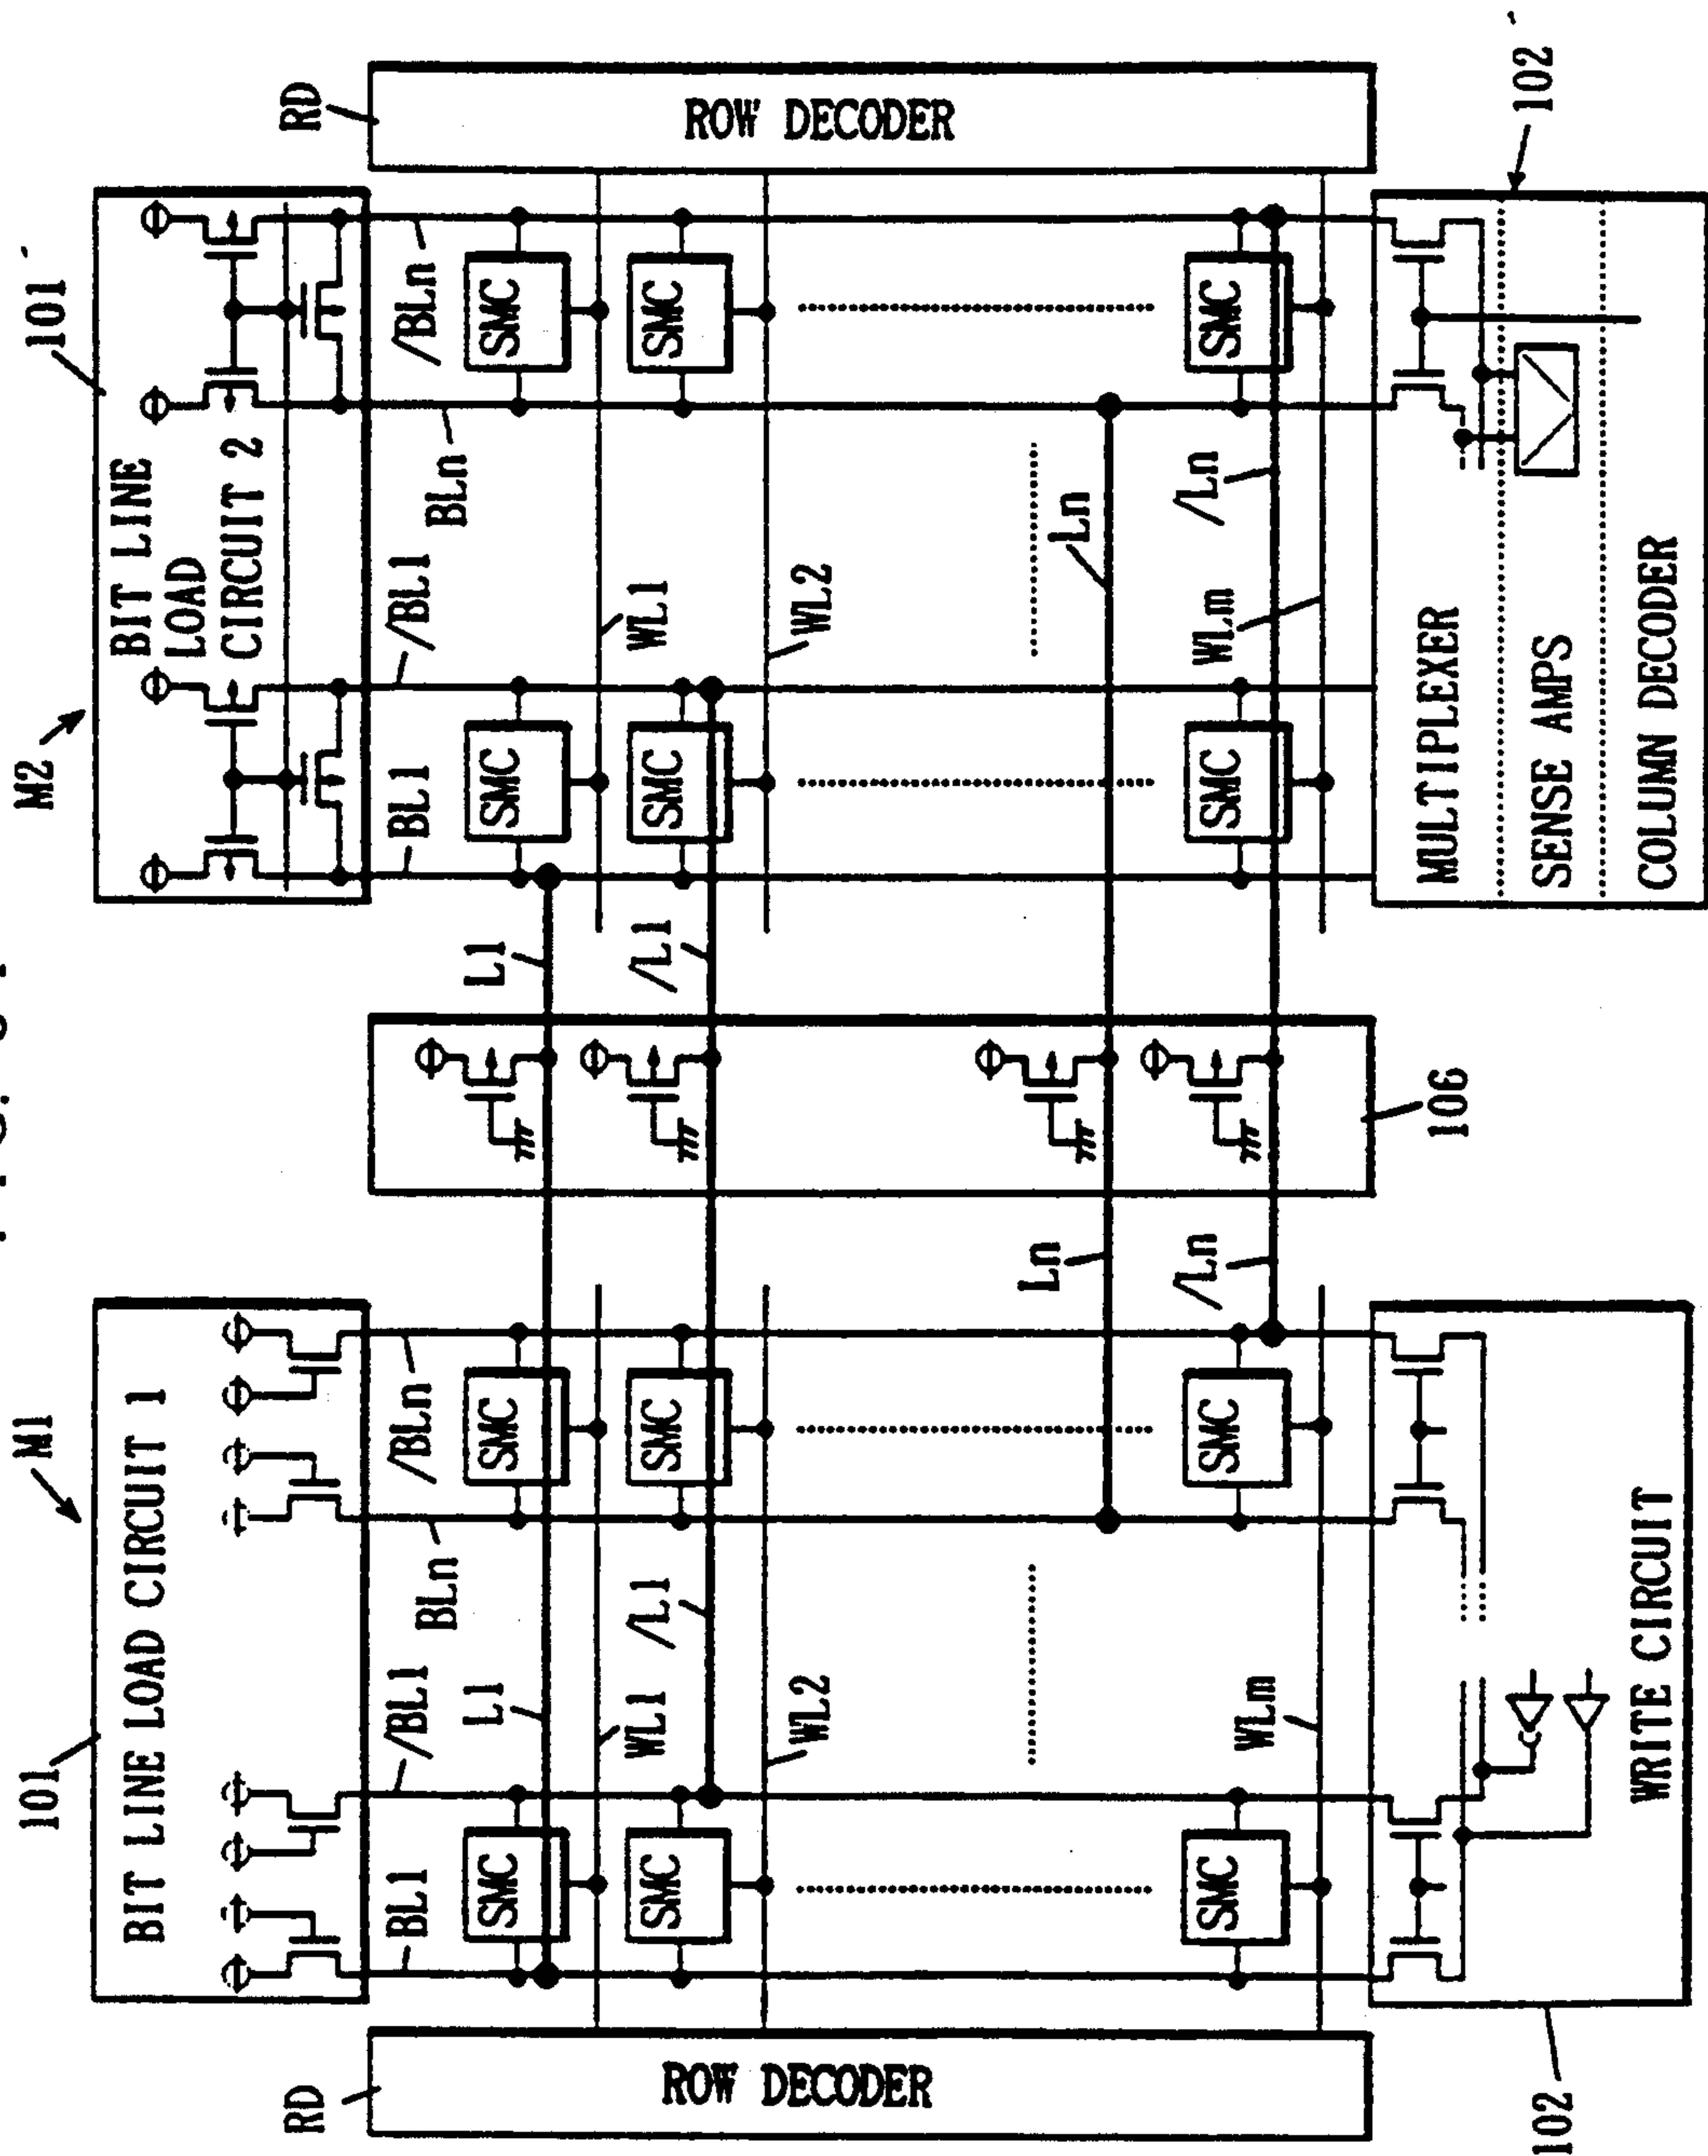 101
M1
M2
101'
BIT LINE LOAD CIRCUIT 1
BIT LINE
LOAD
CIRCUIT 2
RD
RD
BL1
/BL1
BLn
/BLn
BL1
/BL1
BLn
/BLn
ROW DECODER
SMC
L1
SMC
L1
SMC
SMC
ROW DECODER
WL1
WL1
SMC
/L1
SMC
/L1
SMC
SMC
WL2
WL2
Ln
Ln
SMC
WLm
SMC
/Ln
SMC
WLm
/Ln
SMC
106
MULTIPLEXER
SENSE AMPS
COLUMN DECODER
102
WRITE CIRCUIT
102'